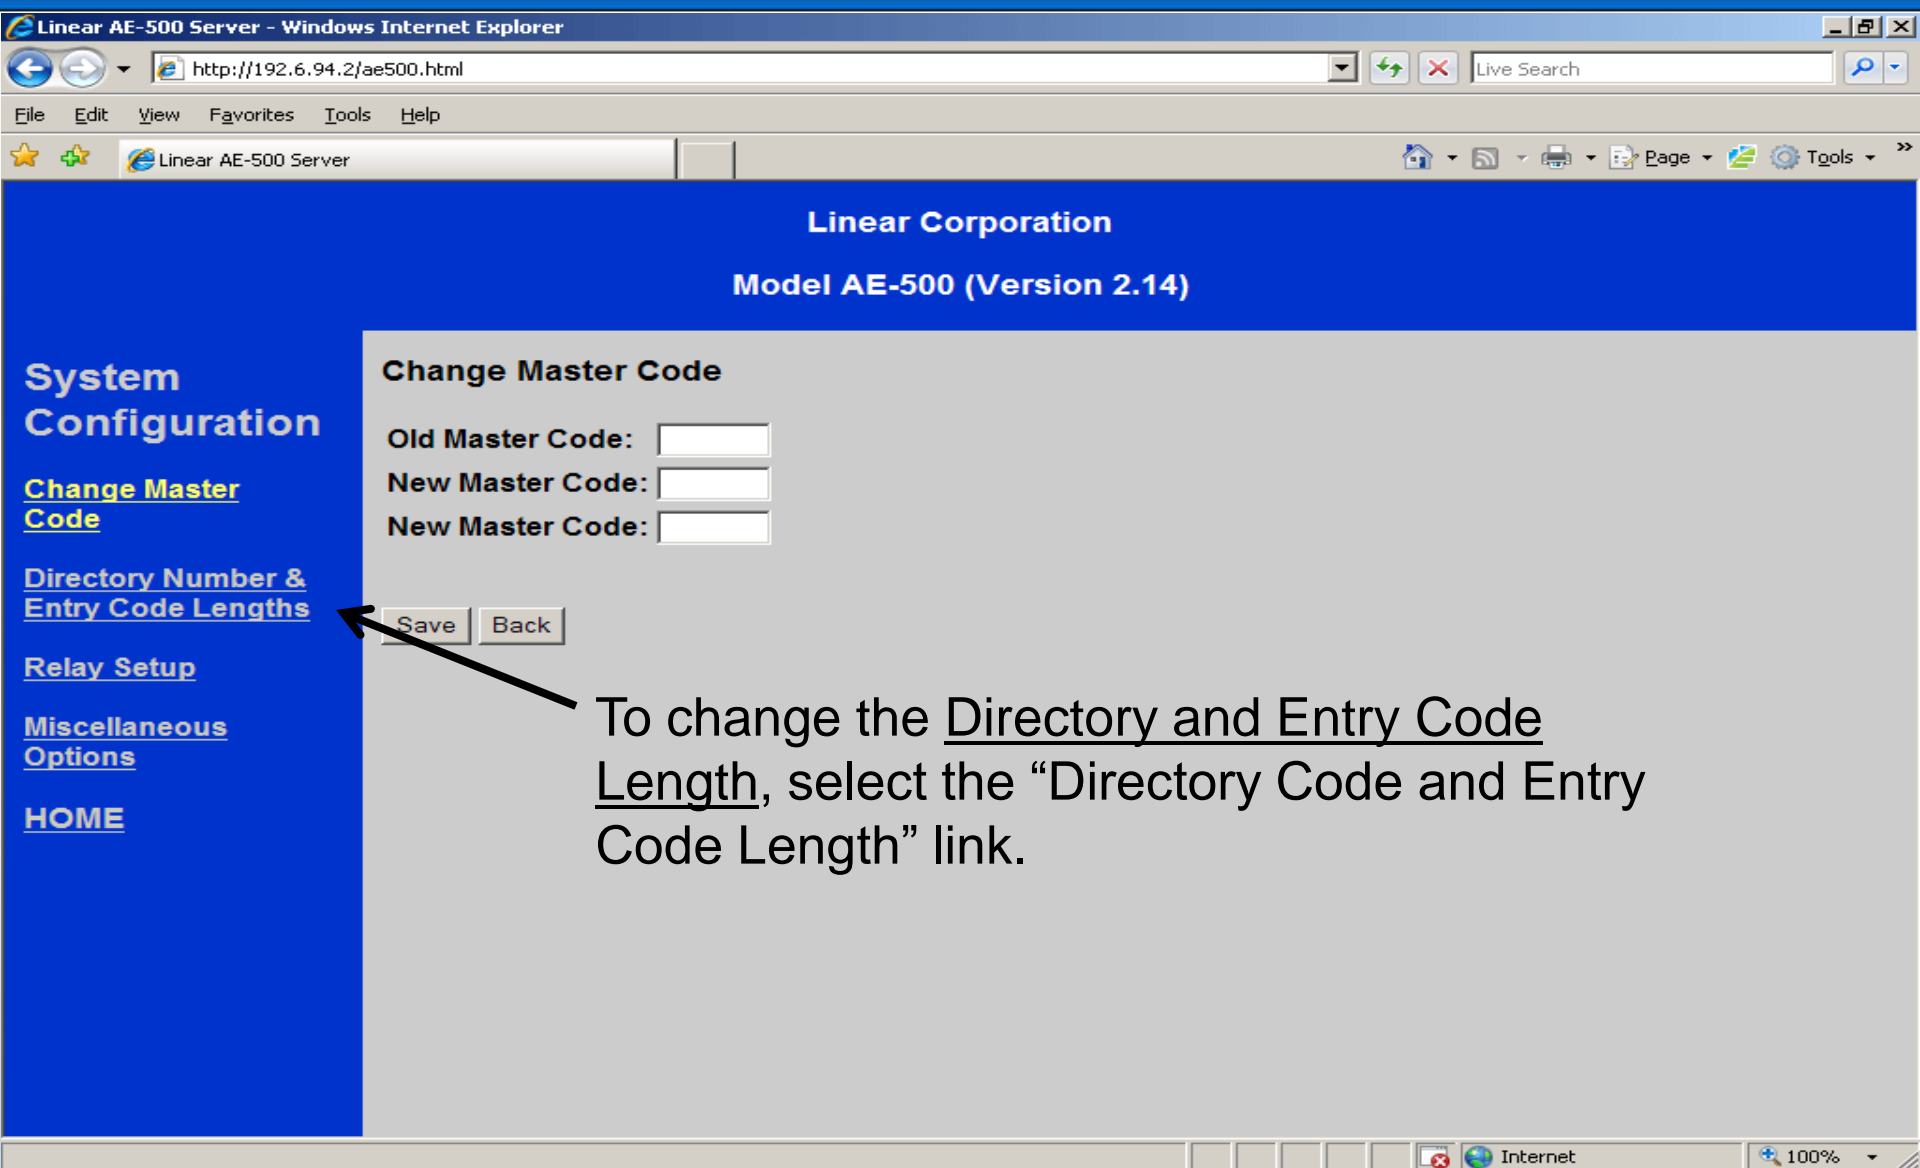 Linear AE-500 Server - Windows Internet Explorer
http://192.6.94.2/ae500.html
Live Search
File Edit View Favorites Tools Help
Linear AE-500 Server
Page Tools »
Linear Corporation
Model AE-500 (Version 2.14)
System
Configuration
Change Master
Code
Directory Number &
Entry Code Lengths
Relay Setup
Miscellaneous
Options
HOME
Change Master Code
Old Master Code:
New Master Code:
New Master Code:
Save Back
To change the Directory and Entry Code
Length, select the “Directory Code and Entry
Code Length” link.
Internet 100%